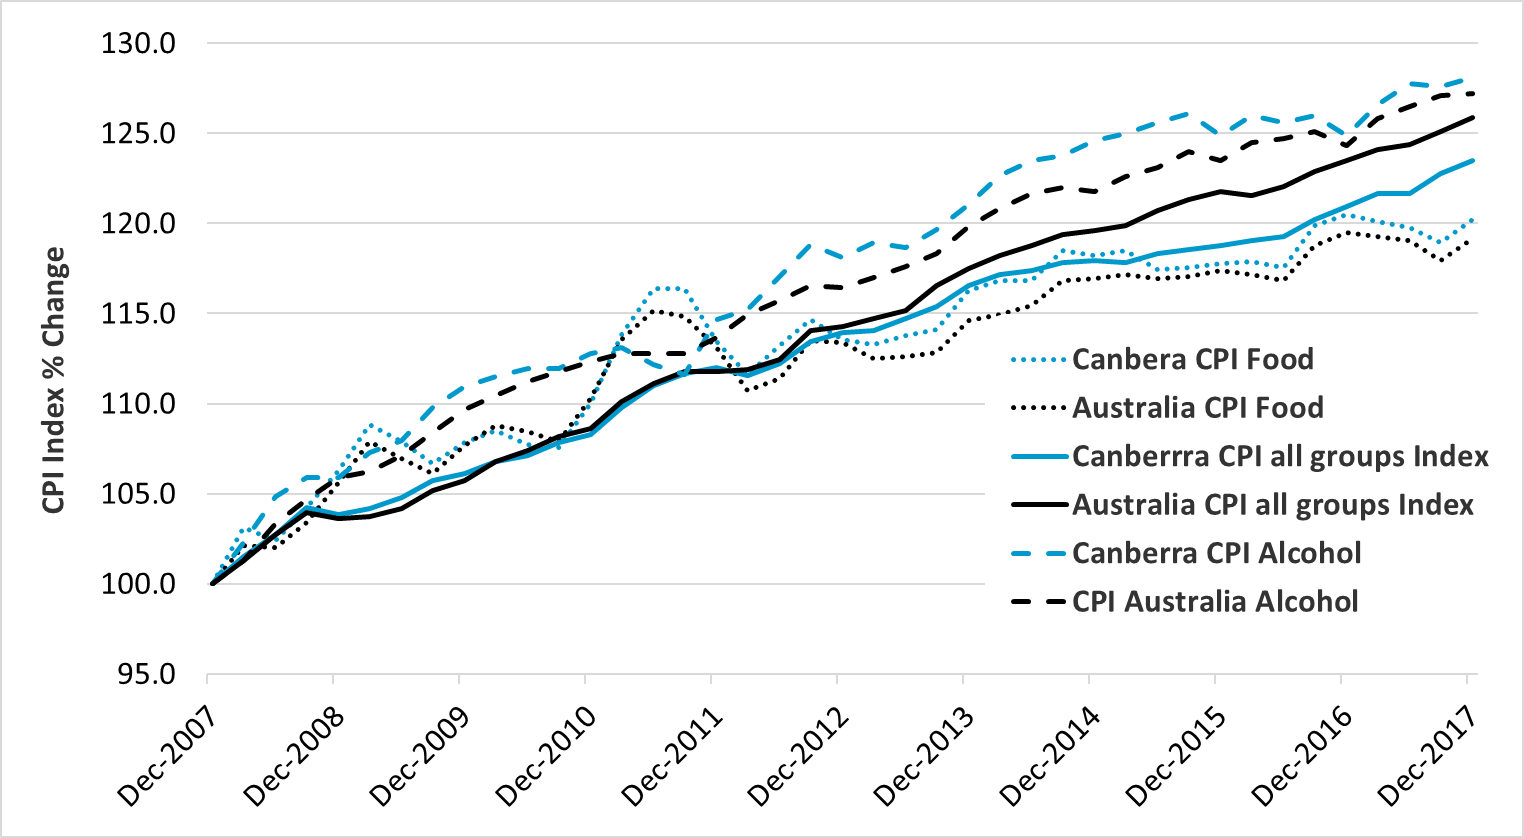 130.0
125.0
120.0
115.0
110.0
105.0
100.0
95.0
CPI Index % Change
Canbera CPI Food
Australia CPI Food
Canberrra CPI all groups Index
Australia CPI all groups Index
Canberra CPI Alcohol
CPI Australia Alcohol
Dec-2007
Dec-2008
Dec-2009
Dec-2010
Dec-2011
Dec-2012
Dec-2013
Dec-2014
Dec-2015
Dec-2016
Dec-2017